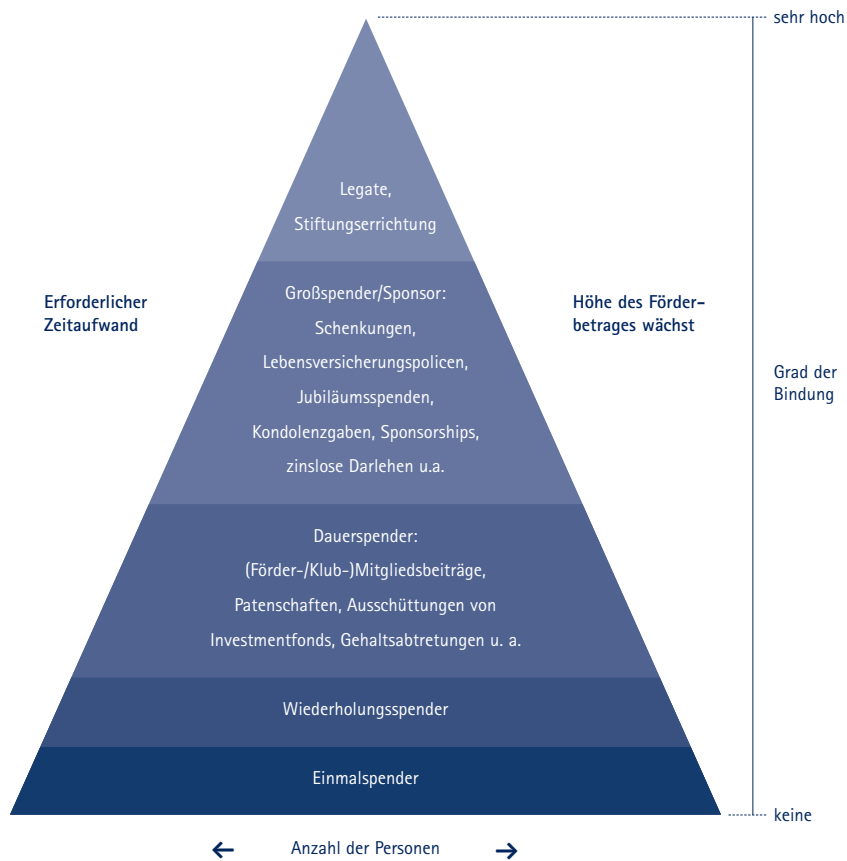 sehr hoch
Legate,
Stiftungserrichtung
Erforderlicher
Zeitaufwand
Großspender/Sponsor:
Schenkungen,
Lebensversicherungspolicen,
Jubiläumsspenden,
Kondolenzgaben, Sponsorships,
zinslose Darlehen u.a.
Höhe des Förder-
betrages wächst
Grad der
Bindung
Dauerspender:
(Förder-/Klub-)Mitgliedsbeiträge,
Patenschaften, Ausschüttungen von
Investmentfonds, Gehaltsabtretungen u. a.
Wiederholungsspender
Einmalspender
keine
← Anzahl der Personen →